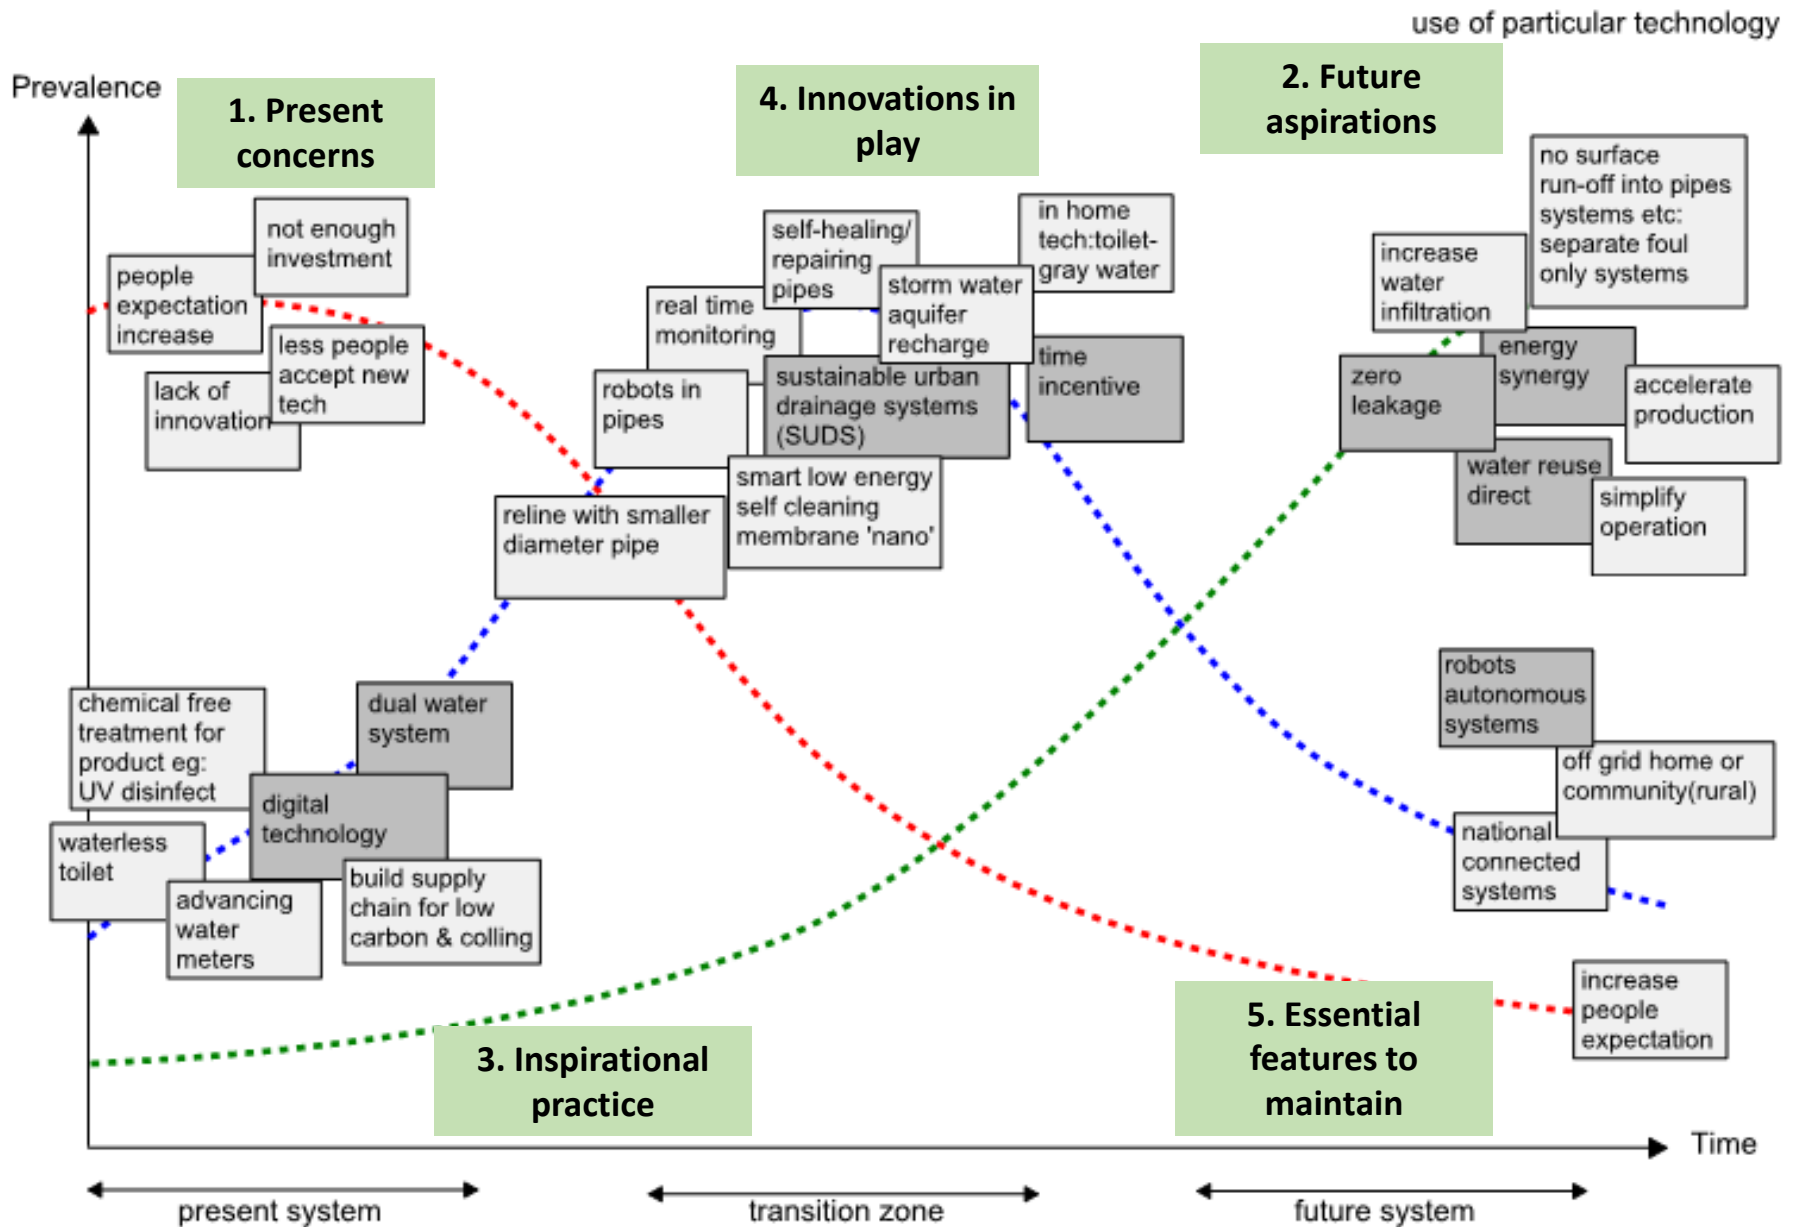 use of particular technology
Prevalence
1. Present
concerns
4. Innovations in
play
2. Future
aspirations
not enough
investment
people
expectation
increase
less people
accept new
tech
lack of
innovation
self-healing/
repairing
pipes
in home
tech:toilet-
gray water
storm water
aquifer
recharge
real time
monitoring
time
incentive
robots in
pipes
sustainable urban
drainage systems
(SUDS)
smart low energy
self cleaning
membrane 'nano'
reline with smaller
diameter pipe
no surface
run-off into pipes
systems etc:
separate foul
only systems
increase
water
infiltration
energy
synergy
zero
leakage
accelerate
production
water reuse
direct
simplify
operation
chemical free
treatment for
product eg:
UV disinfect
dual water
system
digital
technology
waterless
toilet
advancing
water
meters
build supply
chain for low
carbon & colling
robots
autonomous
systems
off grid home or
community(rural)
national
connected
systems
increase
people
expectation
3. Inspirational
practice
5. Essential
features to
maintain
Time
present system
transition zone
future system